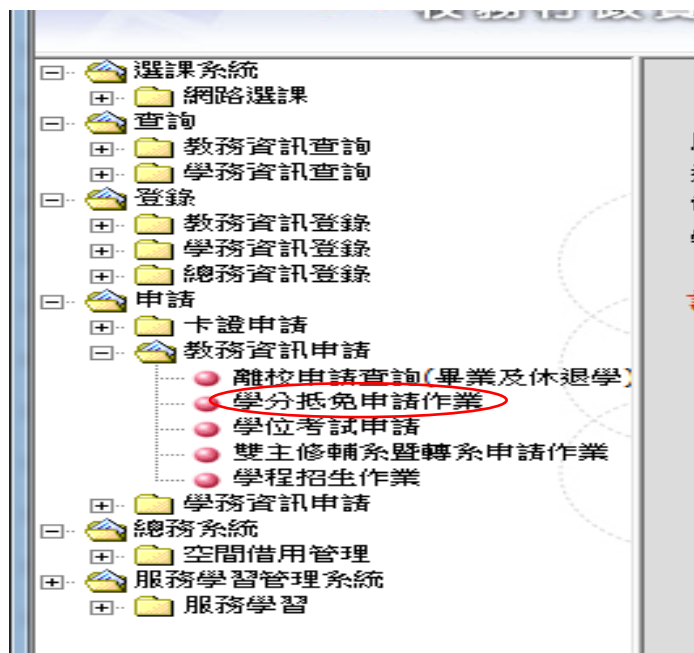 選課系統
網路選課
查詢
教務資訊查詢
學務資訊查詢
登錄
教務資訊登錄
學務資訊登錄
總務資訊登錄
申請
卡證申請
教務資訊申請
離校申請查詢(畢業及休退學)
學分抵免申請作業
學位考試申請
雙主修輔系暨轉系申請作業
學程招生作業
學務資訊申請
總務系統
空間借用管理
服務學習管理系統
服務學習